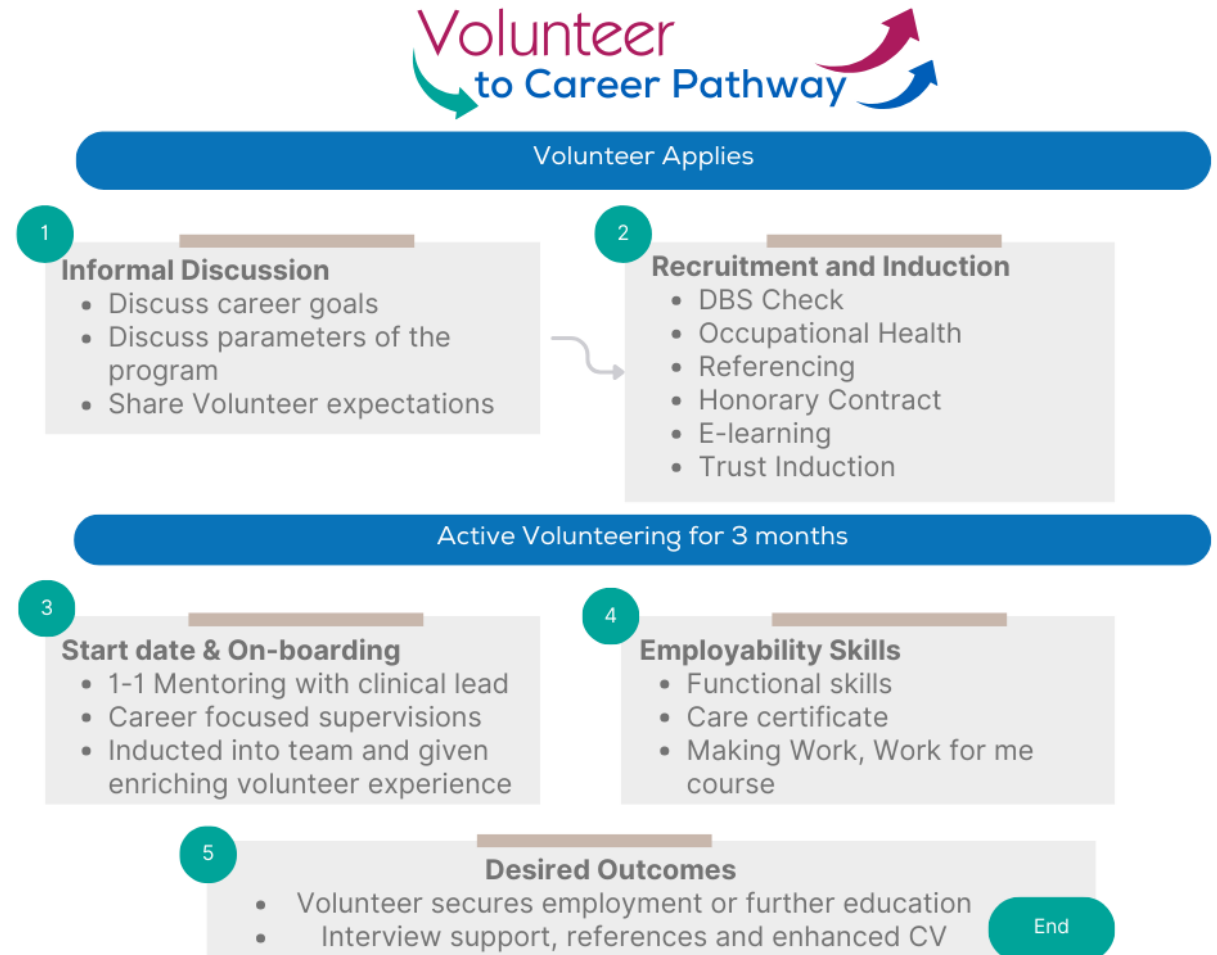 Volunteer
to Career Pathway
Volunteer Applies
1
Informal Discussion
• Discuss career goals
• Discuss parameters of the
program
• Share Volunteer expectations
2
Recruitment and Induction
• DBS Check
• Occupational Health
• Referencing
• Honorary Contract
• E-learning
• Trust Induction
Active Volunteering for 3 months
3
Start date & On-boarding
• 1-1 Mentoring with clinical lead
• Career focused supervisions
• Inducted into team and given
enriching volunteer experience
4
Employability Skills
• Functional skills
• Care certificate
• Making Work, Work for me
course
5
Desired Outcomes
• Volunteer secures employment or further education
• Interview support, references and enhanced CV
End